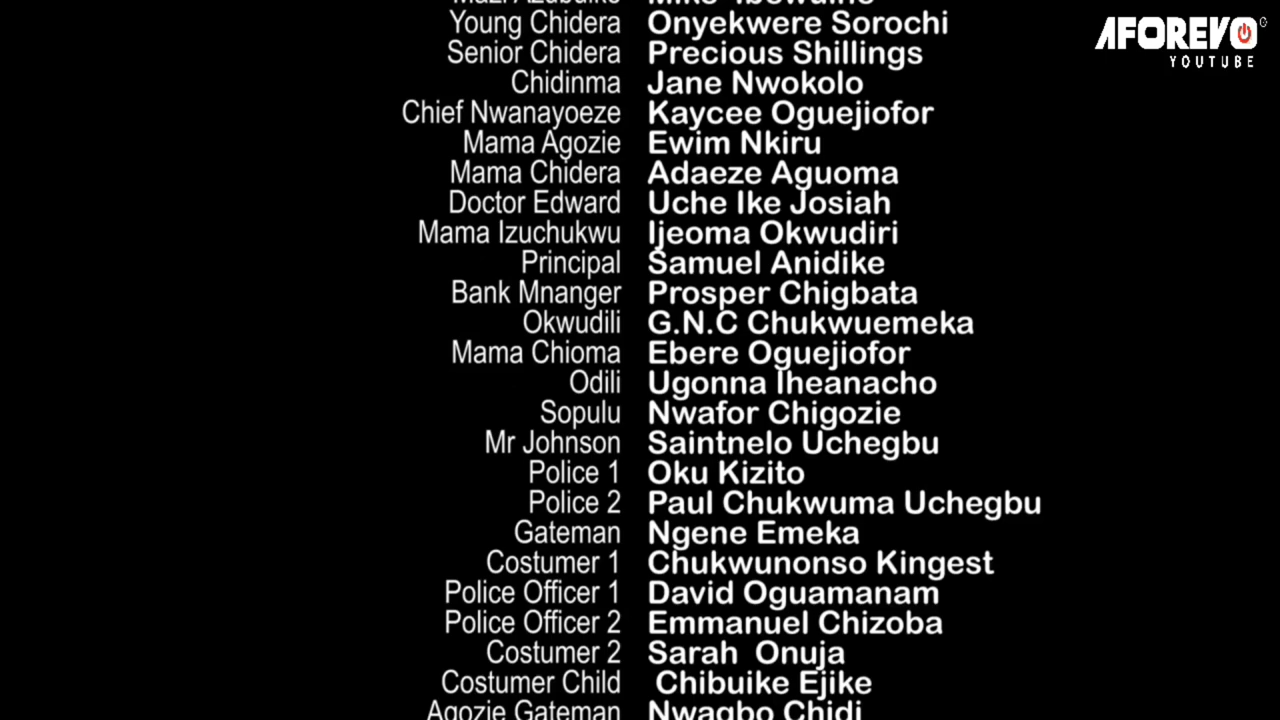 AFOREVO
YOUTUBE
Young Chidera Onyekwere Sorochi
Senior Chidera Precious Shillings
Chidinma Jane Nwokolo
Chief Nwanayoeze Kaycee Oguejiofor
Mama Agozie Ewim Nkiru
Mama Chidera Adaeze Aguoma
Doctor Edward Uche Ike Josiah
Mama Izuchukwu Ijeoma Okwudiri
Principal Samuel Anidike
Bank Mnanger Prosper Chigbata
Okwudili G.N.C Chukwuemeka
Mama Chioma Ebere Oguejiofor
Odili Ugonna Iheanacho
Sopulu Nwafor Chigozie
Mr Johnson Saintnelo Uchegbu
Police 1 Oku Kizito
Police 2 Paul Chukwuma Uchegbu
Gateman Ngene Emeka
Costumer 1 Chukwunonso Kingest
Police Officer 1 David Oguamanam
Police Officer 2 Emmanuel Chizoba
Costumer 2 Sarah Onuja
Costumer Child Chibuike Ejike
Agozie Gateman Nwagbo Chidi